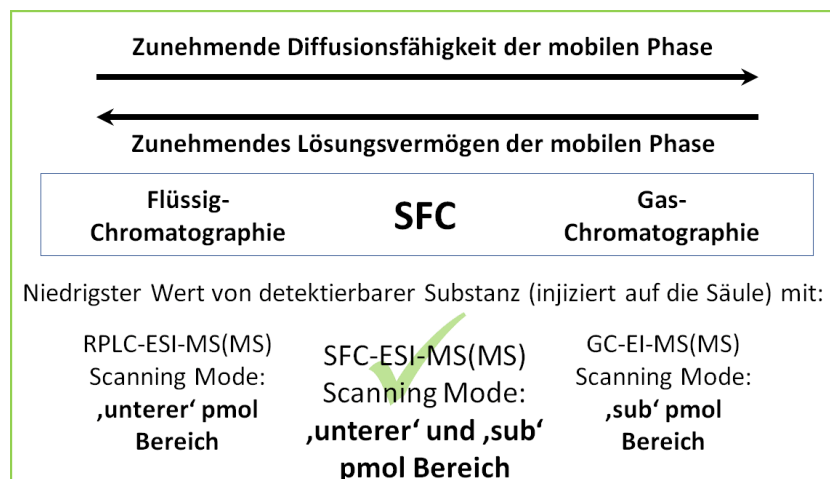 Zunehmende Diffusionsfähigkeit der mobilen Phase
Zunehmendes Lösungsvermögen der mobilen Phase
Flüssig-
Chromatographie
SFC
Gas-
Chromatographie
Niedrigster Wert von detektierbarer Substanz (injiziert auf die Säule) mit:
RPLC-ESI-MS(MS)
Scanning Mode:
‚unterer‘ pmol
Bereich
SFC-ESI-MS(MS)
Scanning Mode:
‚unterer‘ und ‚sub‘
pmol Bereich
GC-EI-MS(MS)
Scanning Mode:
‚sub‘ pmol
Bereich